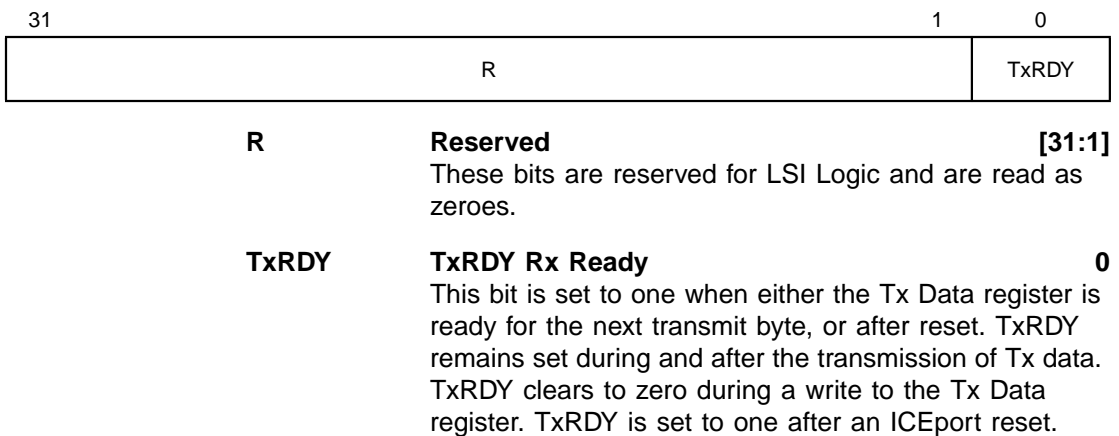 31 1 0
R TxRDY
R Reserved [31:1]
These bits are reserved for LSI Logic and are read as
zeroes.
TxRDY TxRDY Rx Ready 0
This bit is set to one when either the Tx Data register is
ready for the next transmit byte, or after reset. TxRDY
remains set during and after the transmission of Tx data.
TxRDY clears to zero during a write to the Tx Data
register. TxRDY is set to one after an ICEport reset.